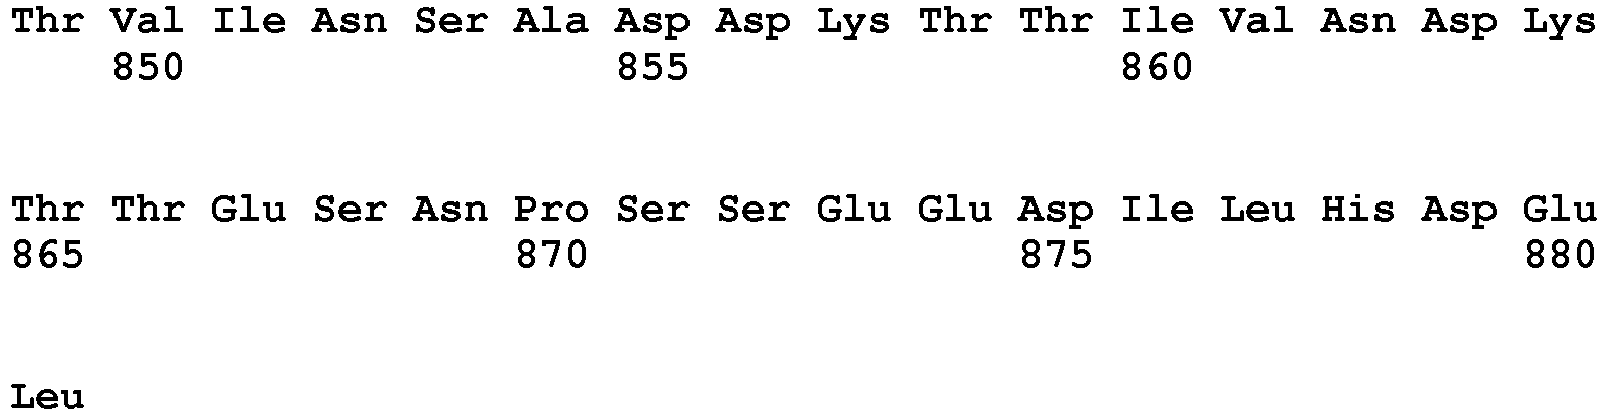 Thr Val Ile Asn Ser Ala Asp Asp Lys Thr Thr Ile Val Asn Asp Lys
850 855 860
Thr Thr Glu Ser Asn Pro Ser Ser Glu Glu Asp Ile Leu His Asp Glu
865 870 875 880
Leu